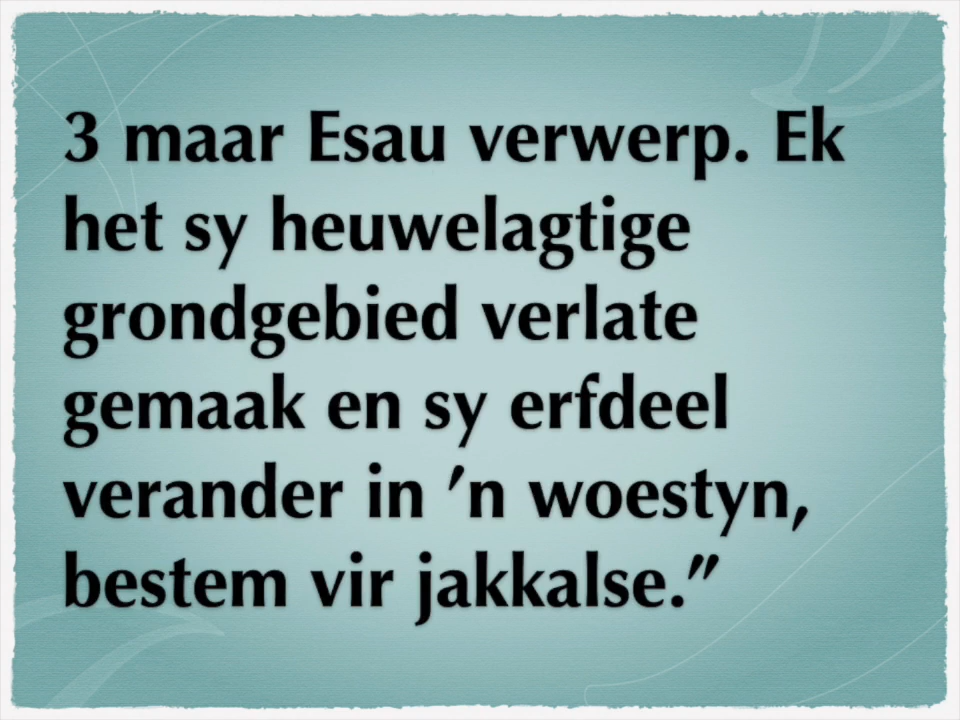 3 maar Esau verwerp. Ek
het sy heuwelagtige
grondgebied verlate
gemaak en sy erfdeel
verander in ’n woestyn,
bestem vir jakkalse.”